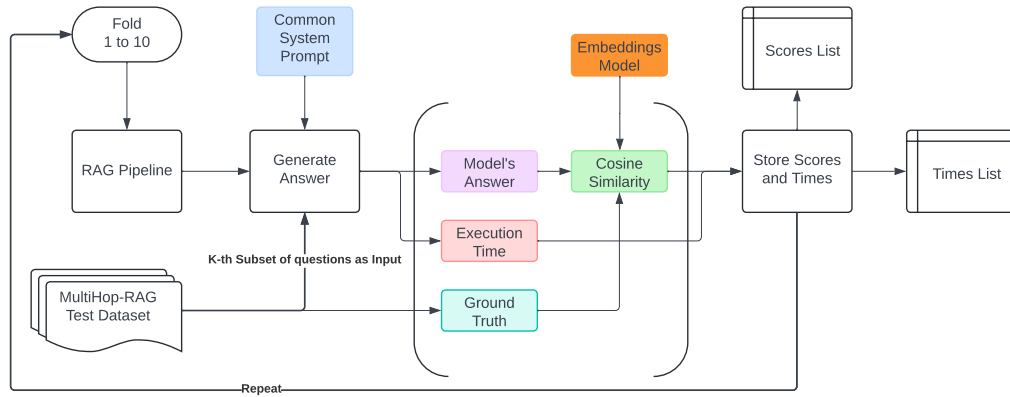 Fold
1 to 10
Common
System
Prompt
Embeddings
Model
Scores List
RAG Pipeline
Generate
Answer
Model's
Answer
Cosine
Similarity
Store Scores
and Times
Times List
Execution
Time
K-th Subset of questions as Input
MultiHop-RAG
Test Dataset
Ground
Truth
Repeat